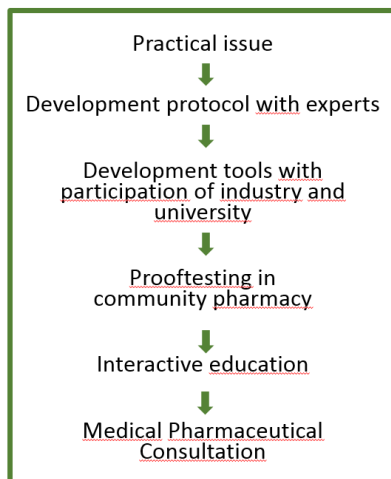 Practical issue
Development protocol with experts
Development tools with
participation of industry and
university
Prooftesting in
community pharmacy
Interactive education
Medical Pharmaceutical
Consultation